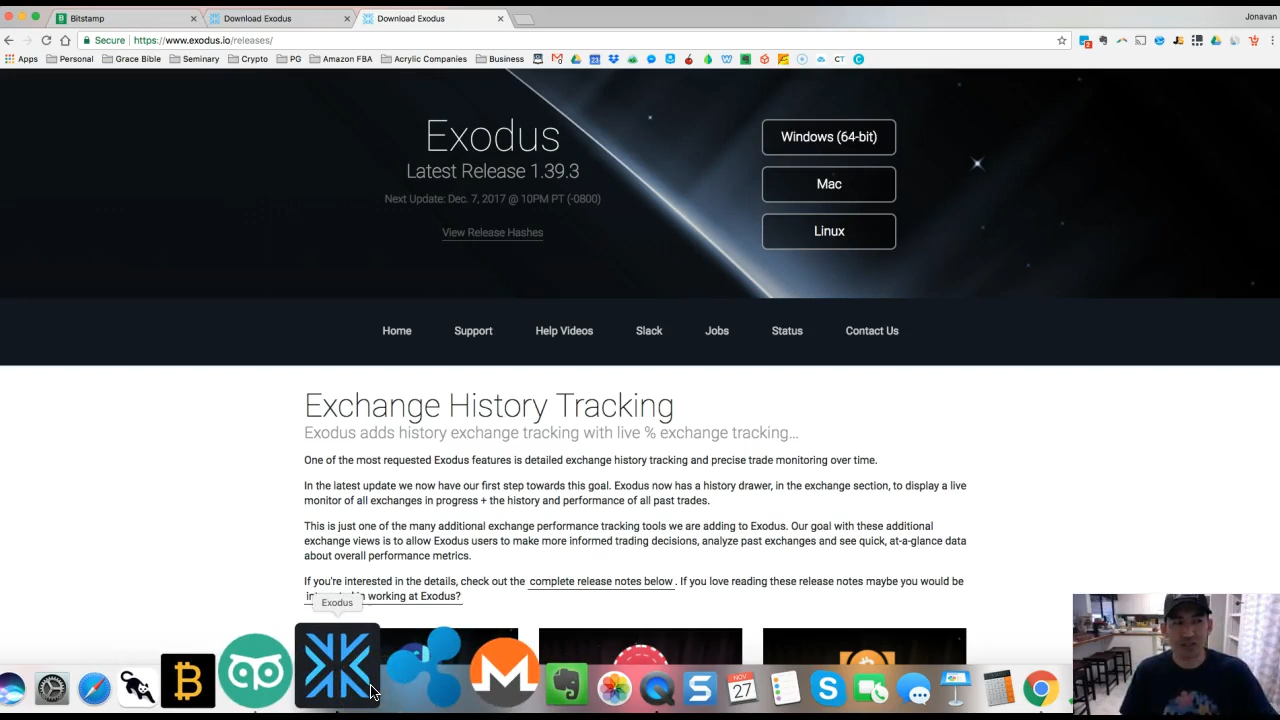 Bitstamp
Download Exodus
Download Exodus
Jonavan
Secure
https://www.exodus.io/releases/
Apps
Personal
Grace Bible
Seminary
Crypto
PG
Amazon FBA
Acrylic Companies
Business
CT
Exodus
Latest Release 1.39.3
Next Update: Dec. 7, 2017 @ 10PM PT (-0800)
View Release Hashes
Windows (64-bit)
Mac
Linux
Home
Support
Help Videos
Slack
Jobs
Status
Contact Us
Exchange History Tracking
Exodus adds history exchange tracking with live % exchange tracking...
One of the most requested Exodus features is detailed exchange history tracking and precise trade monitoring over time.
In the latest update we now have our first step towards this goal. Exodus now has a history drawer, in the exchange section, to display a live
monitor of all exchanges in progress + the history and performance of all past trades.
This is just one of the many additional exchange performance tracking tools we are adding to Exodus. Our goal with these additional
exchange views is to allow Exodus users to make more informed trading decisions, analyze past exchanges and see quick, at-a-glance data
about overall performance metrics.
If you're interested in the details, check out the complete release notes below. If you love reading these release notes maybe you would be
working at Exodus?
Exodus
NOV
27